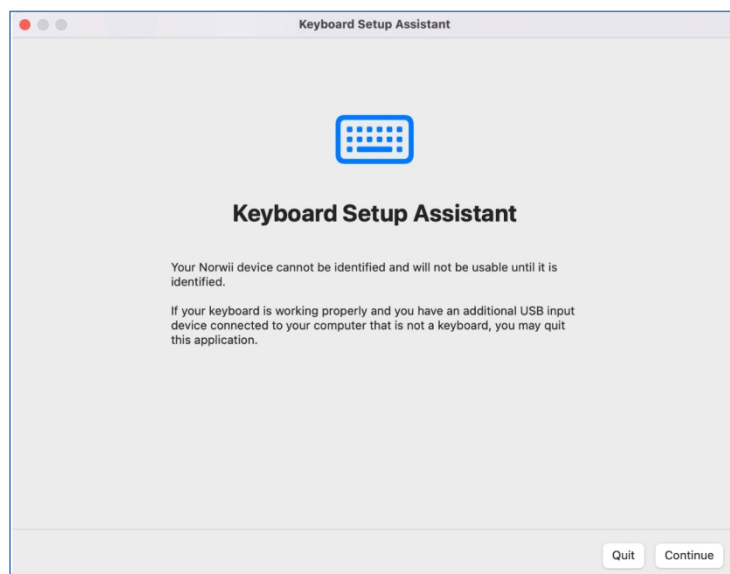 Keyboard Setup Assistant
Keyboard Setup Assistant
Your Norwii device cannot be identified and will not be usable until it is
identified.
If your keyboard is working properly and you have an additional USB input
device connected to your computer that is not a keyboard, you may quit
this application.
Quit
Continue